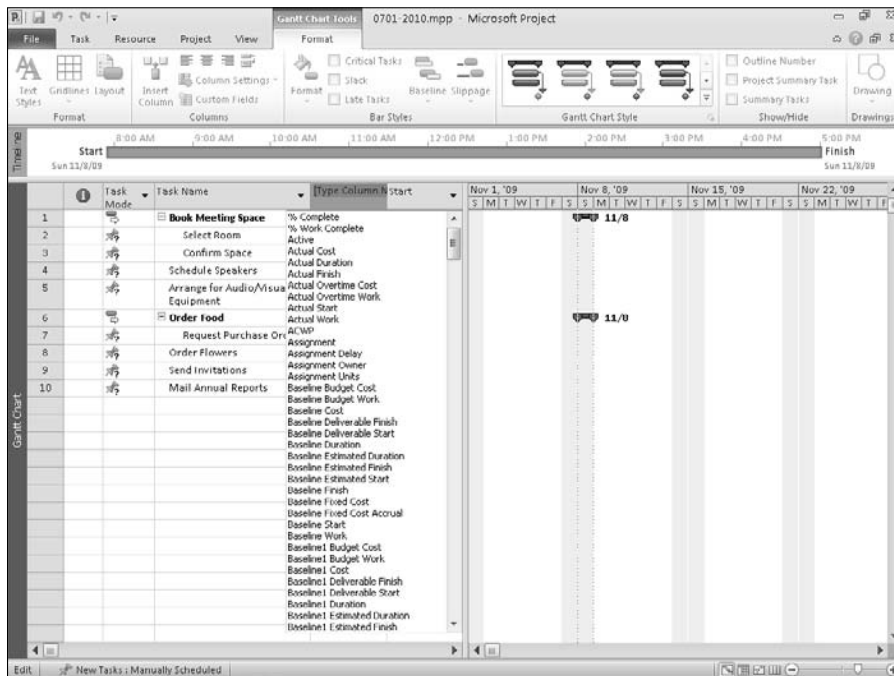 Gantt Chart Tools
0701-2010.mpp - Microsoft Project
File Task Resource Project View Format
Text Styles
Gridlines
Layout
Format
Insert Column
Column Settings
Custom Fields
Columns
Format
Critical Tasks
Slack
Late Tasks
Baseline
Slippage
Bar Styles
Gantt Chart Style
Outline Number
Project Summary Task
Summary Tasks
Show/Hide
Drawing
Drawings
Timeline
8:00 AM 9:00 AM 10:00 AM 11:00 AM 12:00 PM 1:00 PM 2:00 PM 3:00 PM 4:00 PM 5:00 PM
Start
Sun 11/8/09
Finish
Sun 11/8/09
Task Mode
Task Name
[Type Column N
Start
Nov 1, '09 Nov 8, '09 Nov 15, '09 Nov 22, '09
S M T W T F S S M T W T F S S M T W T F S S M T W T F
1 Book Meeting Space
2 Select Room
3 Confirm Space
4 Schedule Speakers
5 Arrange for Audio/Visua
Equipment
6 Order Food
7 Request Purchase Ord
8 Order Flowers
9 Send Invitations
10 Mail Annual Reports
% Complete
% Work Complete
Active
Actual Cost
Actual Duration
Actual Finish
Actual Overtime Cost
Actual Overtime Work
Actual Start
Actual Work
ACWP
Assignment
Assignment Delay
Assignment Owner
Assignment Units
Baseline Budget Cost
Baseline Budget Work
Baseline Cost
Baseline Deliverable Finish
Baseline Deliverable Start
Baseline Duration
Baseline Estimated Duration
Baseline Estimated Finish
Baseline Estimated Start
Baseline Finish
Baseline Fixed Cost
Baseline Fixed Cost Accrual
Baseline Start
Baseline Work
Baseline1 Budget Cost
Baseline1 Budget Work
Baseline1 Cost
Baseline1 Deliverable Finish
Baseline1 Deliverable Start
Baseline1 Duration
Baseline1 Estimated Duration
Baseline1 Estimated Finish
11/8
11/8
Gantt Chart
Edit
New Tasks : Manually Scheduled